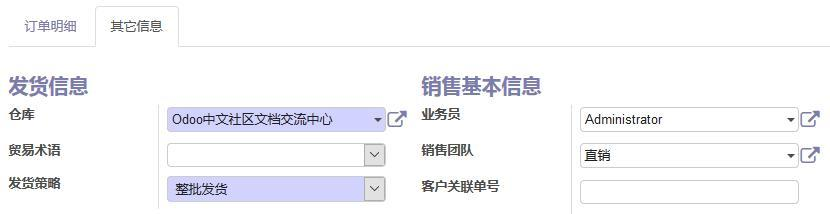 订单明细 其它信息
发货信息
仓库 Odoo中文社区文档交流中心
贸易术语
发货策略 整批发货
销售基本信息
业务员 Administrator
销售团队 直销
客户关联单号